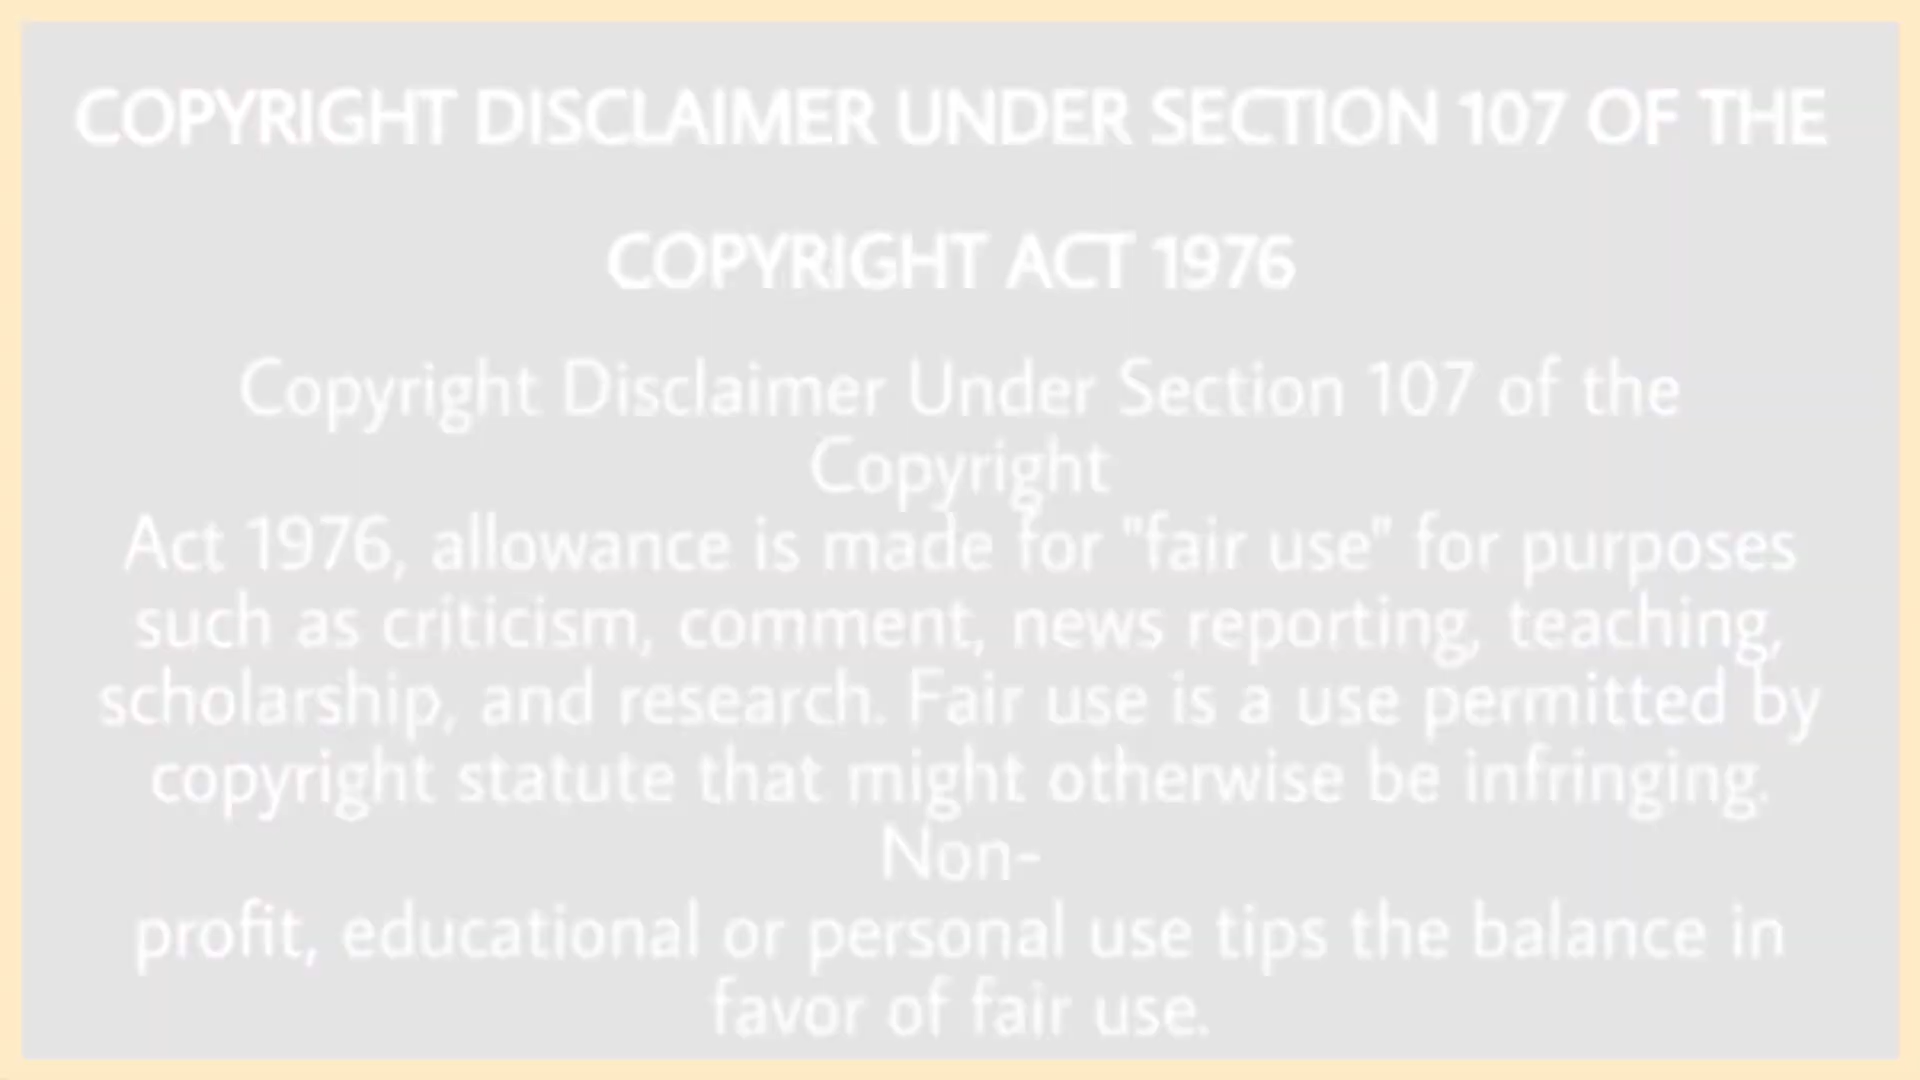 COPYRIGHT DISCLAIMER UNDER SECTION 107 OF THE
COPYRIGHT ACT 1976
Copyright Disclaimer Under Section 107 of the
Copyright
Act 1976, allowance is made for "fair use" for purposes
such as criticism, comment, news reporting, teaching,
scholarship, and research. Fair use is a use permitted by
copyright statute that might otherwise be infringing.
Non-
profit, educational or personal use tips the balance in
favor of fair use.